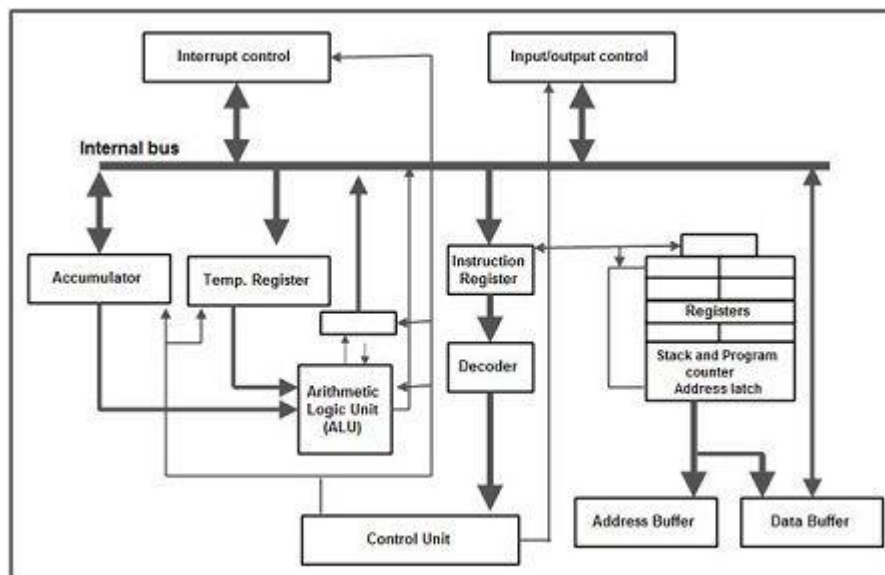 Interrupt control
Input/output control
Internal bus
Accumulator
Temp. Register
Instruction
Register
Registers
Decoder
Stack and Program
counter
Address latch
Arithmetic
Logic Unit
(ALU)
Control Unit
Address Buffer
Data Buffer